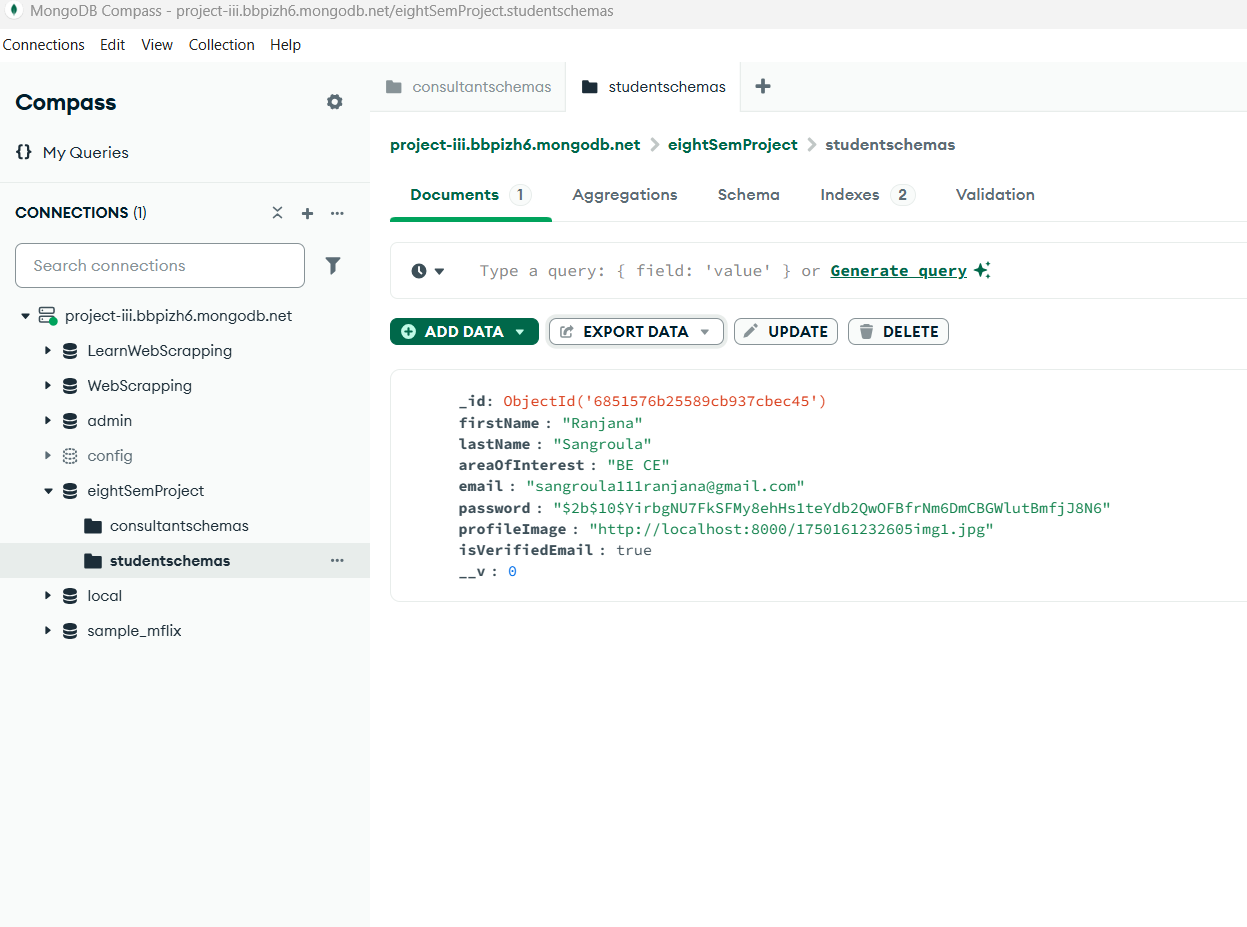 MongoDB Compass - project-iii.bbpizh6.mongodb.net/eightSemProject.studentschemas
Connections Edit View Collection Help
Compass
{} My Queries
CONNECTIONS (1)
Search connections
project-iii.bbpizh6.mongodb.net
LearnWebScrapping
WebScrapping
admin
config
eightSemProject
consultantschemas
studentschemas
local
sample_mflix
consultantschemas studentschemas
project-iii.bbpizh6.mongodb.net > eightSemProject > studentschemas
Documents 1 Aggregations Schema Indexes 2 Validation
Type a query: { field: 'value' } or Generate query
ADD DATA EXPORT DATA UPDATE DELETE
_id: ObjectId('6851576b25589cb937cbec45')
firstName : "Ranjana"
lastName : "Sangroula"
areaOfInterest : "BE CE"
email : "sangroula111ranjana@gmail.com"
password : "$2b$10$YirbgNU7FkSFMy8ehHs1teYdb2QwOFBfrNm6DmCBGWlutBmfjJ8N6"
profileImage : "http://localhost:8000/1750161232605img1.jpg"
isVerifiedEmail : true
__v : 0